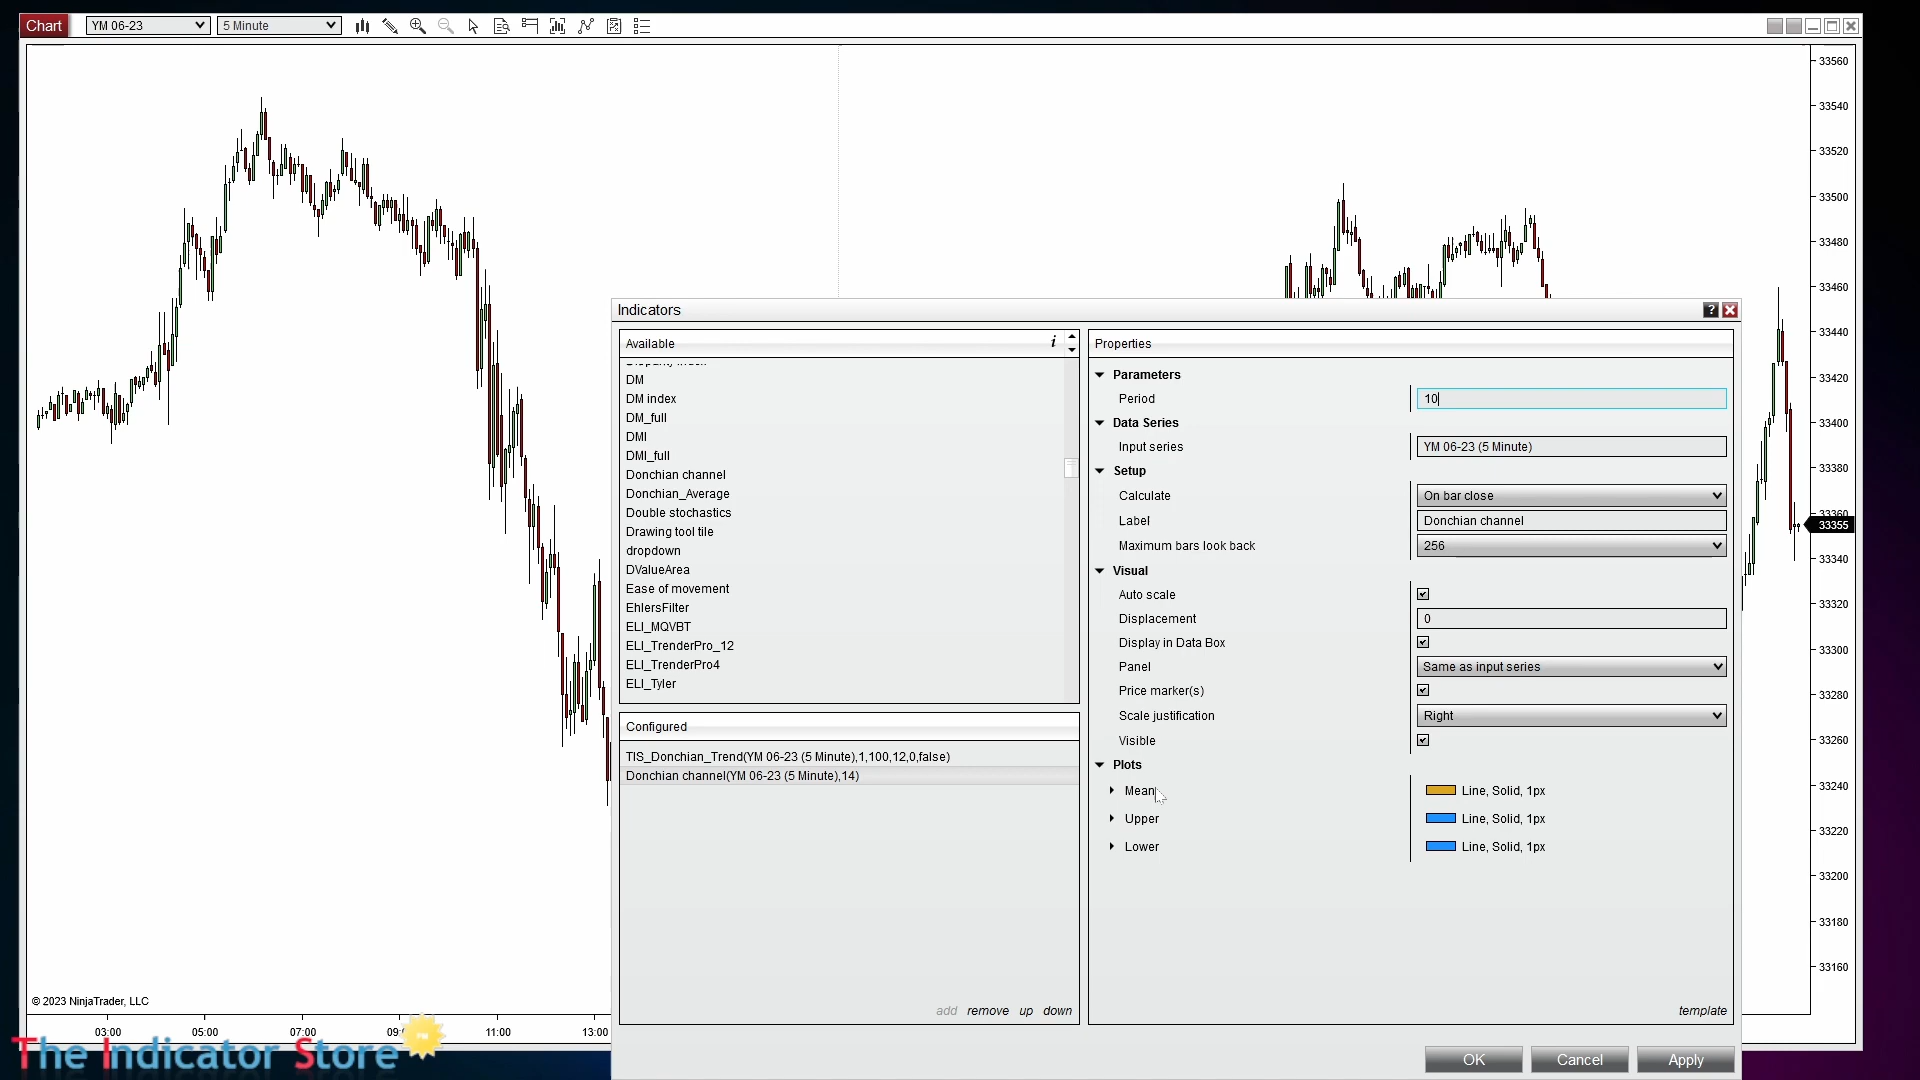 Chart
YM 06-23
5 Minute
33560
33540
33520
33500
33480
33460
33440
33420
33400
33380
33360
33355
33340
33320
33300
33280
33260
33240
33220
33200
33180
33160
Indicators
?
Available
i
DM
DM index
DM_full
DMI
DMI_full
Donchian channel
Donchian_Average
Double stochastics
Drawing tool tile
dropdown
DValueArea
Ease of movement
EhlersFilter
ELI_MQVBT
ELI_TrenderPro_12
ELI_TrenderPro4
ELI_Tyler
Configured
TIS_Donchian_Trend(YM 06-23 (5 Minute),1,100,12,0,false)
Donchian channel(YM 06-23 (5 Minute),14)
add remove up down
Properties
Parameters
Period 10
Data Series
Input series YM 06-23 (5 Minute)
Setup
Calculate On bar close
Label Donchian channel
Maximum bars look back 256
Visual
Auto scale
Displacement 0
Display in Data Box
Panel Same as input series
Price marker(s)
Scale justification Right
Visible
Plots
Mean Line, Solid, 1px
Upper Line, Solid, 1px
Lower Line, Solid, 1px
template
OK Cancel Apply
© 2023 NinjaTrader, LLC
03:00 05:00 07:00 11:00 13:00
The Indicator Store